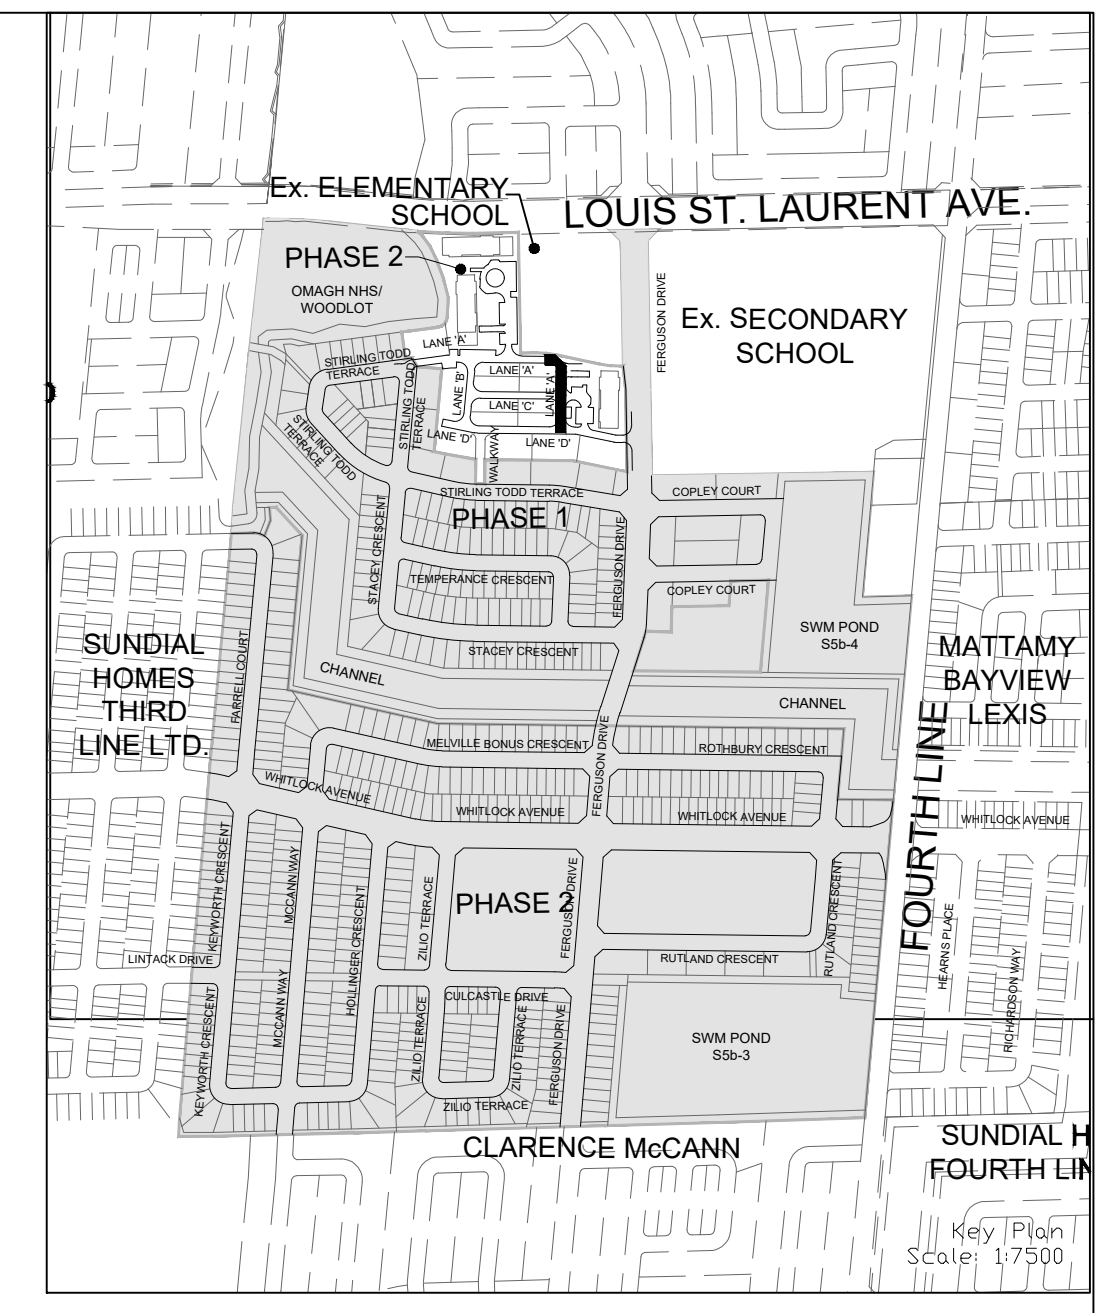 Ex. ELEMENTARY
SCHOOL
LOUIS ST. LAURENT AVE.
PHASE 2
OMAGH NHS/
WOODLOT
FERGUSON DRIVE
Ex. SECONDARY
SCHOOL
LANE 'A'
STIRLING TODD
TERRACE
STIRLING TODD
TERRACE
LANE 'B'
LANE 'A'
LANE 'A'
LANE 'C'
STIRLING TODD
TERRACE
LANE 'D'
WALKWAY
LANE 'D'
STIRLING TODD TERRACE
COPLEY COURT
PHASE 1
STACEY CRESCENT
FERGUSON DRIVE
TEMPERANCE CRESCENT
COPLEY COURT
SWM POND
S5b-4
STACEY CRESCENT
SUNDIAL
HOMES
THIRD
LINE LTD.
FARRELL COURT
CHANNEL
CHANNEL
MATTAMY
BAYVIEW
LEXIS
FOURTH LINE
MELVILLE BONUS CRESCENT
FERGUSON DRIVE
ROTHBURY CRESCENT
WHITLOCK AVENUE
WHITLOCK AVENUE
WHITLOCK AVENUE
WHITLOCK AVENUE
KEYWORTH CRESCENT
MCCANN WAY
HOLLINGER CRESCENT
ZILIO TERRACE
PHASE 2
FERGUSON DRIVE
RUTLAND CRESCENT
HEARNS PLACE
RICHARDSON WAY
LINTACK DRIVE
RUTLAND CRESCENT
KEYWORTH CRESCENT
MCCANN WAY
ZILIO TERRACE
CULCASTLE DRIVE
ZILIO TERRACE
FERGUSON DRIVE
SWM POND
S5b-3
ZILIO TERRACE
CLARENCE McCANN
SUNDIAL H
FOURTH LIN
Key Plan
Scale: 1:7500